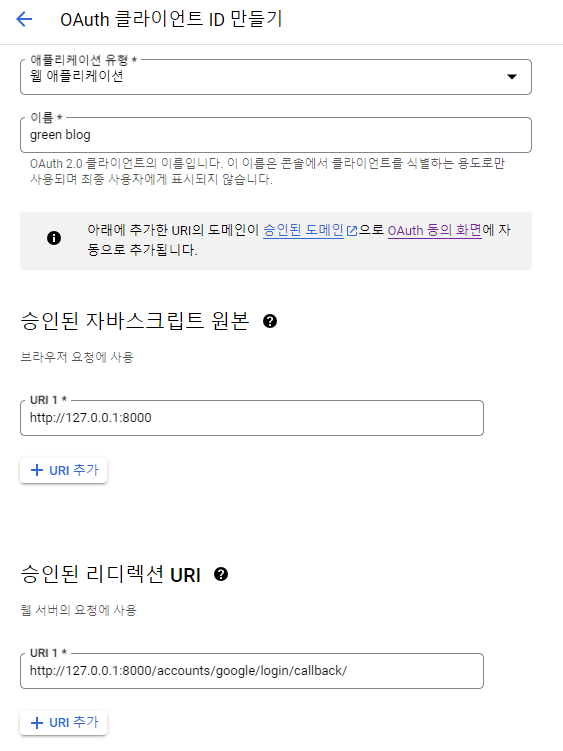 OAuth 클라이언트 ID 만들기
애플리케이션 유형 *
웹 애플리케이션
이름 *
green blog
OAuth 2.0 클라이언트의 이름입니다. 이 이름은 콘솔에서 클라이언트를 식별하는 용도로만
사용되며 최종 사용자에게 표시되지 않습니다.
아래에 추가한 URI의 도메인이 승인된 도메인으로 OAuth 동의 화면에 자
동으로 추가됩니다.
승인된 자바스크립트 원본
브라우저 요청에 사용
URI 1 *
http://127.0.0.1:8000
+ URI 추가
승인된 리디렉션 URI
웹 서버의 요청에 사용
URI 1 *
http://127.0.0.1:8000/accounts/google/login/callback/
+ URI 추가